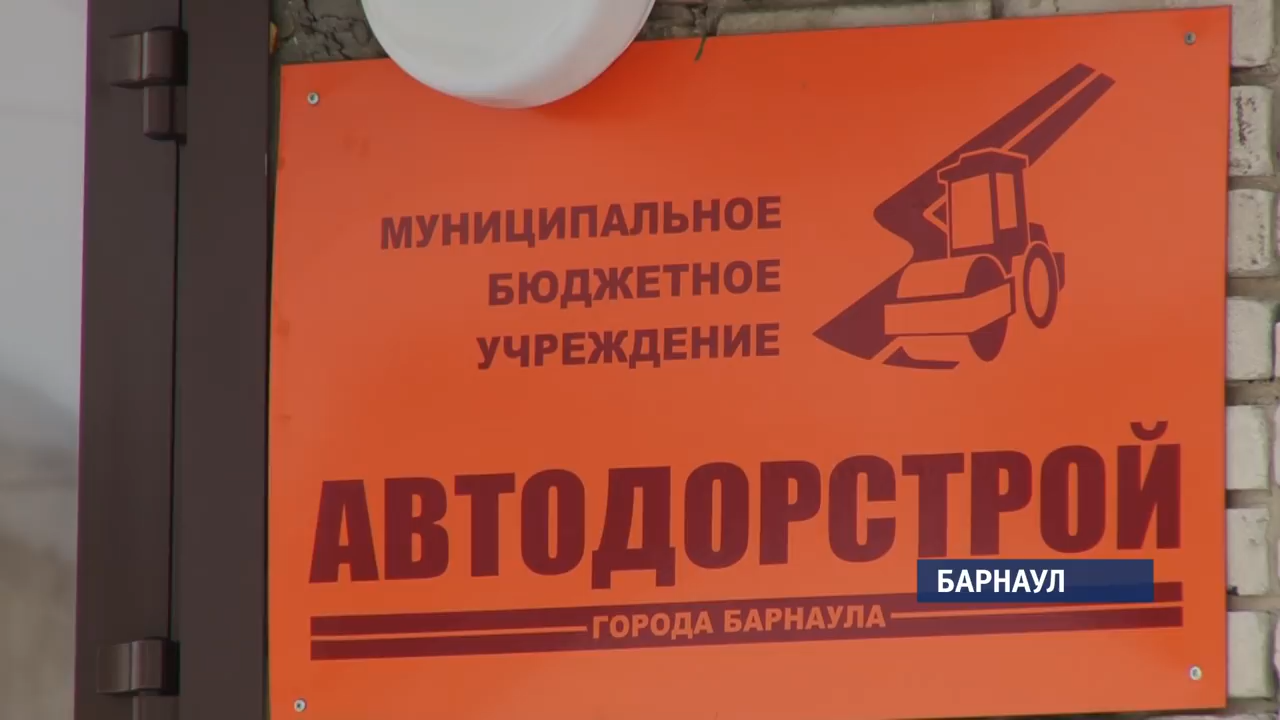 МУНИЦИПАЛЬНОЕ
БЮДЖЕТНОЕ
УЧРЕЖДЕНИЕ
АВТОДОРСТРОЙ
ГОРОДА БАРНАУЛА
БАРНАУЛ